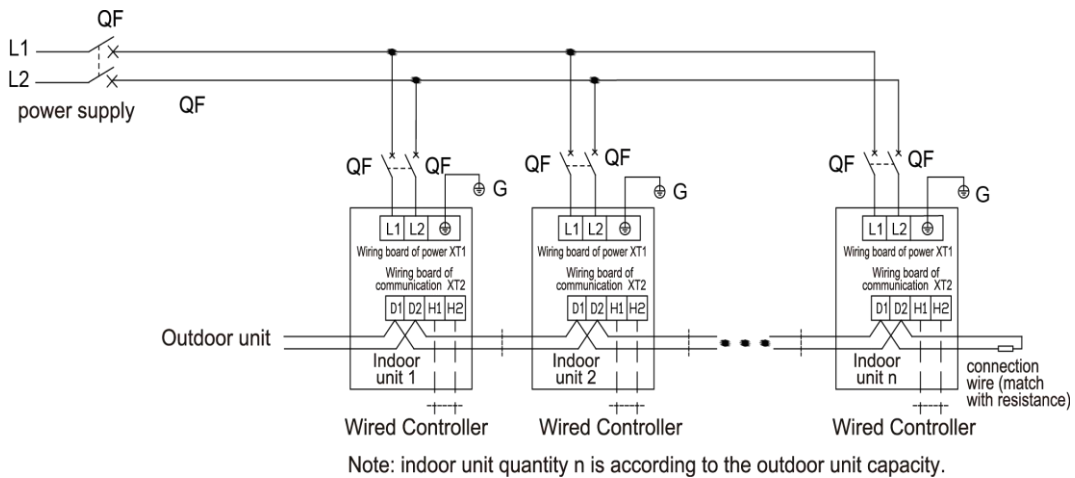 QF
L1
L2
power supply
QF
QF QF
G
L1 L2
Wiring board of power XT1
Wiring board of
communication XT2
D1 D2 H1 H2
Indoor
unit 1
Wired Controller
QF QF
G
L1 L2
Wiring board of power XT1
Wiring board of
communication XT2
D1 D2 H1 H2
Indoor
unit 2
Wired Controller
QF QF
G
L1 L2
Wiring board of power XT1
Wiring board of
communication XT2
D1 D2 H1 H2
Indoor
unit n
Wired Controller
Outdoor unit
connection
wire (match
with resistance)
Note: indoor unit quantity n is according to the outdoor unit capacity.